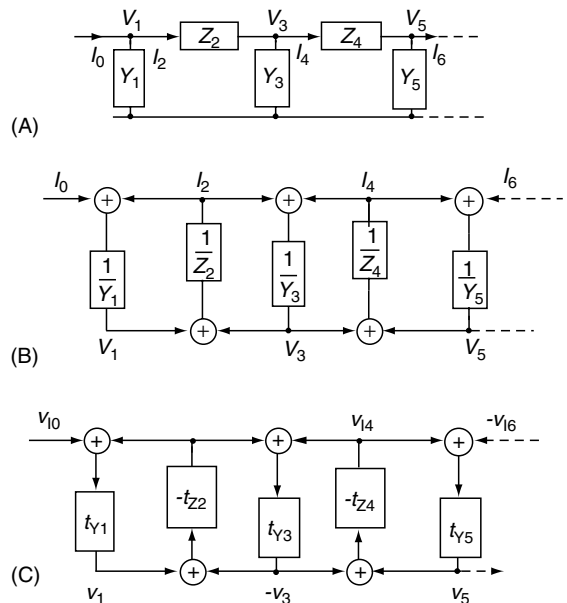 V1 V3 V5
Z2 Z4
I0 I2 I4 I6
Y1 Y3 Y5
(A)
I0 I2 I4 I6
+ + +
1/Y1 1/Z2 1/Y3 1/Z4 1/Y5
+ +
V1 V3 V5
(B)
vI0 vI4 -vI6
+ + +
tY1 -tZ2 tY3 -tZ4 tY5
+ +
(C)
v1 -v3 v5